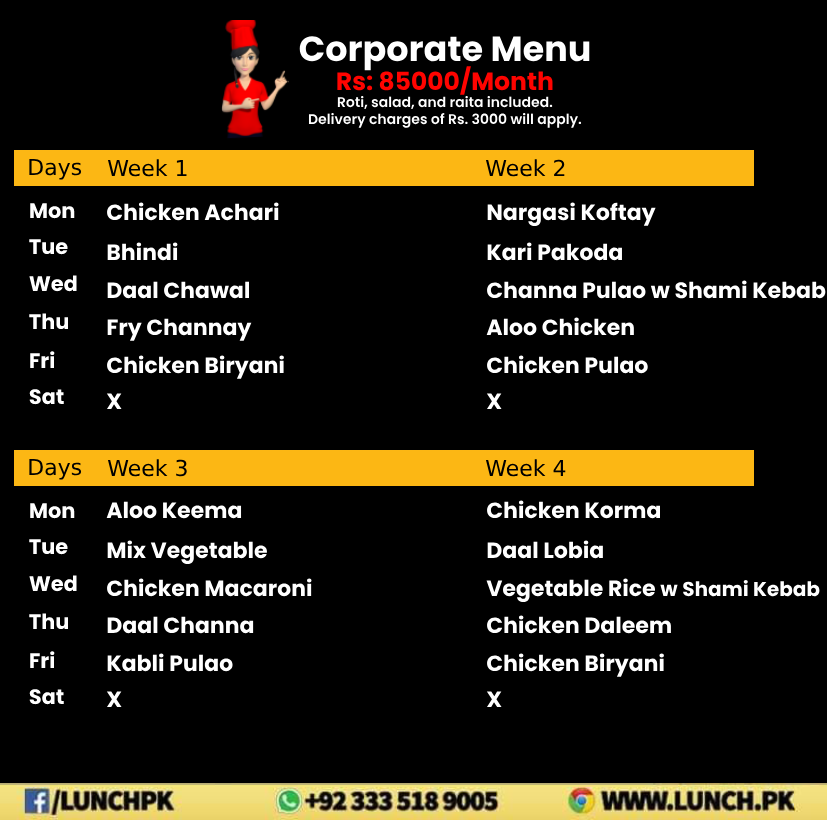 Corporate Menu
Rs: 85000/Month
Roti, salad, and raita included.
Delivery charges of Rs. 3000 will apply.
Days Week 1 Week 2
Mon Chicken Achari Nargasi Koftay
Tue Bhindi Kari Pakoda
Wed Daal Chawal Channa Pulao w Shami Kebab
Thu Fry Channay Aloo Chicken
Fri Chicken Biryani Chicken Pulao
Sat X X
Days Week 3 Week 4
Mon Aloo Keema Chicken Korma
Tue Mix Vegetable Daal Lobia
Wed Chicken Macaroni Vegetable Rice w Shami Kebab
Thu Daal Channa Chicken Daleem
Fri Kabli Pulao Chicken Biryani
Sat X X
f/LUNCHPK +92 333 518 9005 WWW.LUNCH.PK